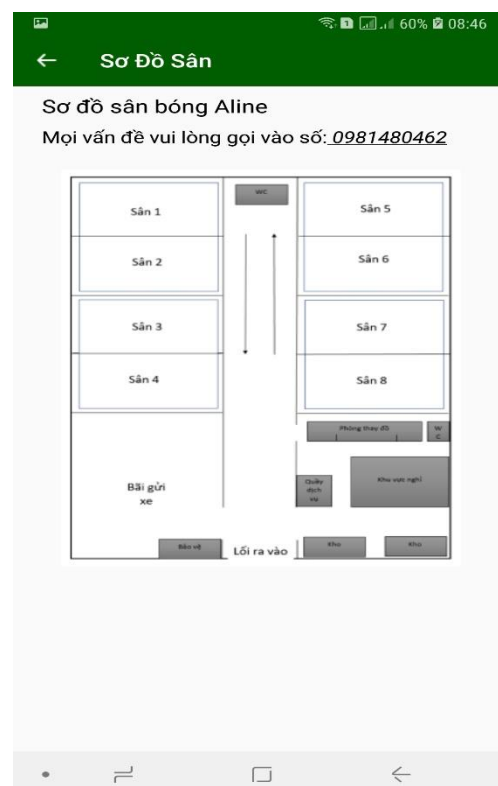 60% 08:46
Sơ Đồ Sân
Sơ đồ sân bóng Aline
Mọi vấn đề vui lòng gọi vào số: 0981480462
WC
Sân 1
Sân 5
Sân 2
Sân 6
Sân 3
Sân 7
Sân 4
Sân 8
Phòng thay đồ
W
C
Bãi gửi
xe
Quầy
dịch
vụ
Khu vực nghỉ
Bảo vệ
Lối ra vào
Kho
Kho